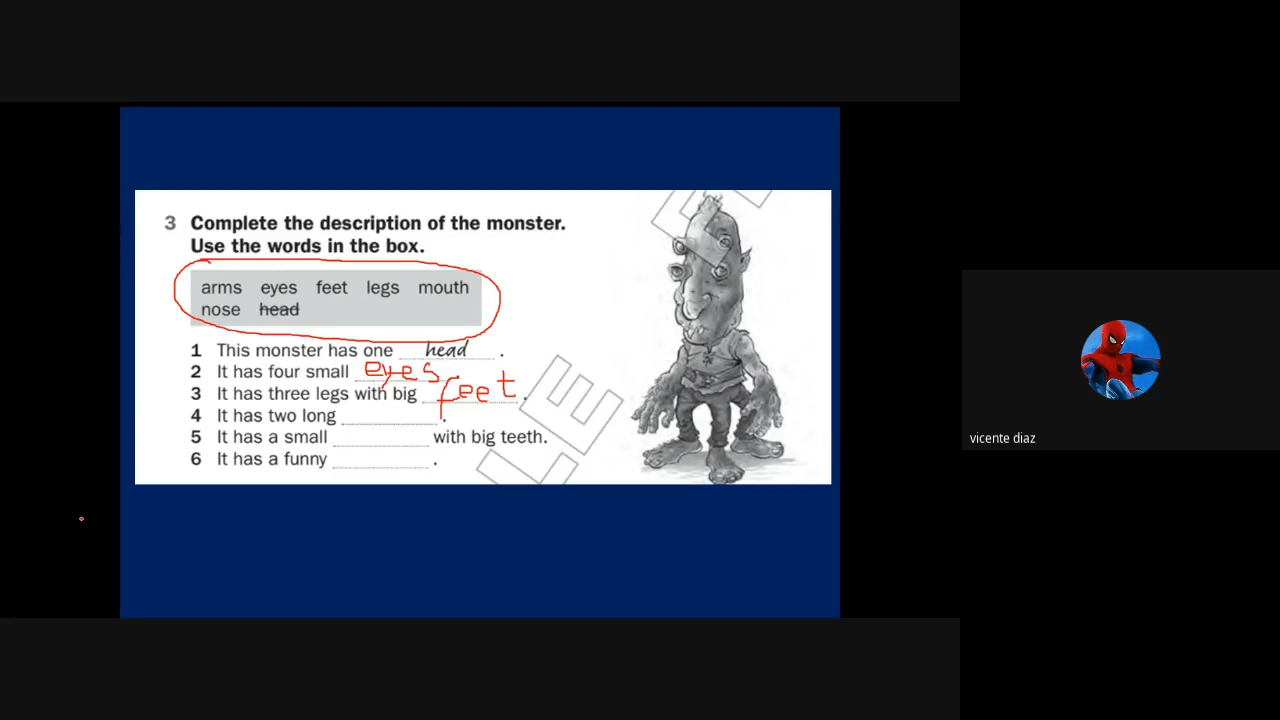 3 Complete the description of the monster.
Use the words in the box.
arms eyes feet legs mouth
nose head
1 This monster has one head .
2 It has four small eyes .
3 It has three legs with big feet .
4 It has two long .
5 It has a small with big teeth.
6 It has a funny .
LE
vicente diaz